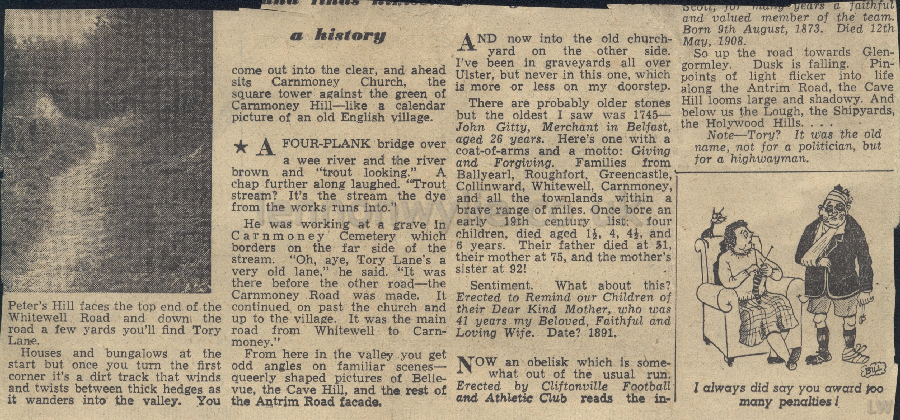 a history
Peter's Hill faces the top end of the
Whitewell Road and down the
road a few yards you'll find Tory
Lane.
Houses and bungalows at the
start but once you turn the first
corner it's a dirt track that winds
and twists between thick hedges as
it wanders into the valley. You
come out into the clear, and ahead
sits Carnmoney Church, the
square tower against the green of
Carnmoney Hill—like a calendar
picture of an old English village.
★ A FOUR-PLANK bridge over
a wee river and the river
brown and "trout looking." A
chap further along laughed. "Trout
stream? It's the stream the dye
from the works runs into."
He was working at a grave in
Carnmoney Cemetery which
borders on the far side of the
stream. "Oh, aye, Tory Lane's a
very old lane," he said. "It was
there before the other road—the
Carnmoney Road was made. It
continued on past the church and
up to the village. It was the main
road from Whitewell to Carn-
money."
From here in the valley you get
odd angles on familiar scenes—
queerly shaped pictures of Belle-
vue, the Cave Hill, and the rest of
the Antrim Road facade.
AND now into the old church-
yard on the other side.
I've been in graveyards all over
Ulster, but never in this one, which
is more or less on my doorstep.
There are probably older stones
but the oldest I saw was 1745—
John Gitty, Merchant in Belfast,
aged 26 years. Here's one with a
coat-of-arms and a motto: Giving
and Forgiving. Families from
Ballyearl, Roughfort, Greencastle,
Collinward, Whitewell, Carnmoney,
and all the townlands within a
brave range of miles. Once bore an
early 19th century list: four
children, died aged 1½, 4, 4½, and
6 years. Their father died at 51,
their mother at 75, and the mother's
sister at 92!
Sentiment. What about this?
Erected to Remind our Children of
their Dear Kind Mother, who was
41 years my Beloved, Faithful and
Loving Wife. Date? 1891.
NOW an obelisk which is some-
what out of the usual run.
Erected by Cliftonville Football
and Athletic Club reads the in-
Scott, for many years a faithful
and valued member of the team.
Born 9th August, 1873. Died 12th
May, 1908.
So up the road towards Glen-
gormley. Dusk is falling. Pin-
points of light flicker into life
along the Antrim Road, the Cave
Hill looms large and shadowy. And
below us the Lough, the Shipyards,
the Holywood Hills. . . .
Note—Tory? It was the old
name, not for a politician, but
for a highwayman.
BILL
I always did say you award too
many penalties!